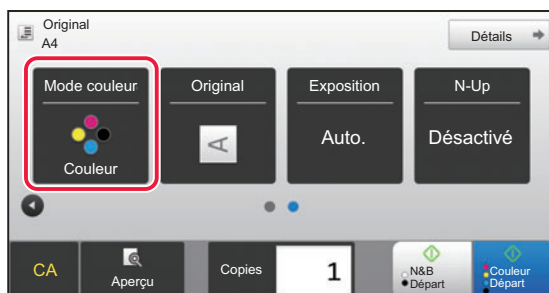 Original
A4
Détails
Mode couleur
Couleur
Original
A
Exposition
Auto.
N-Up
Désactivé
CA
Aperçu
Copies
1
N&B
Départ
Couleur
Départ